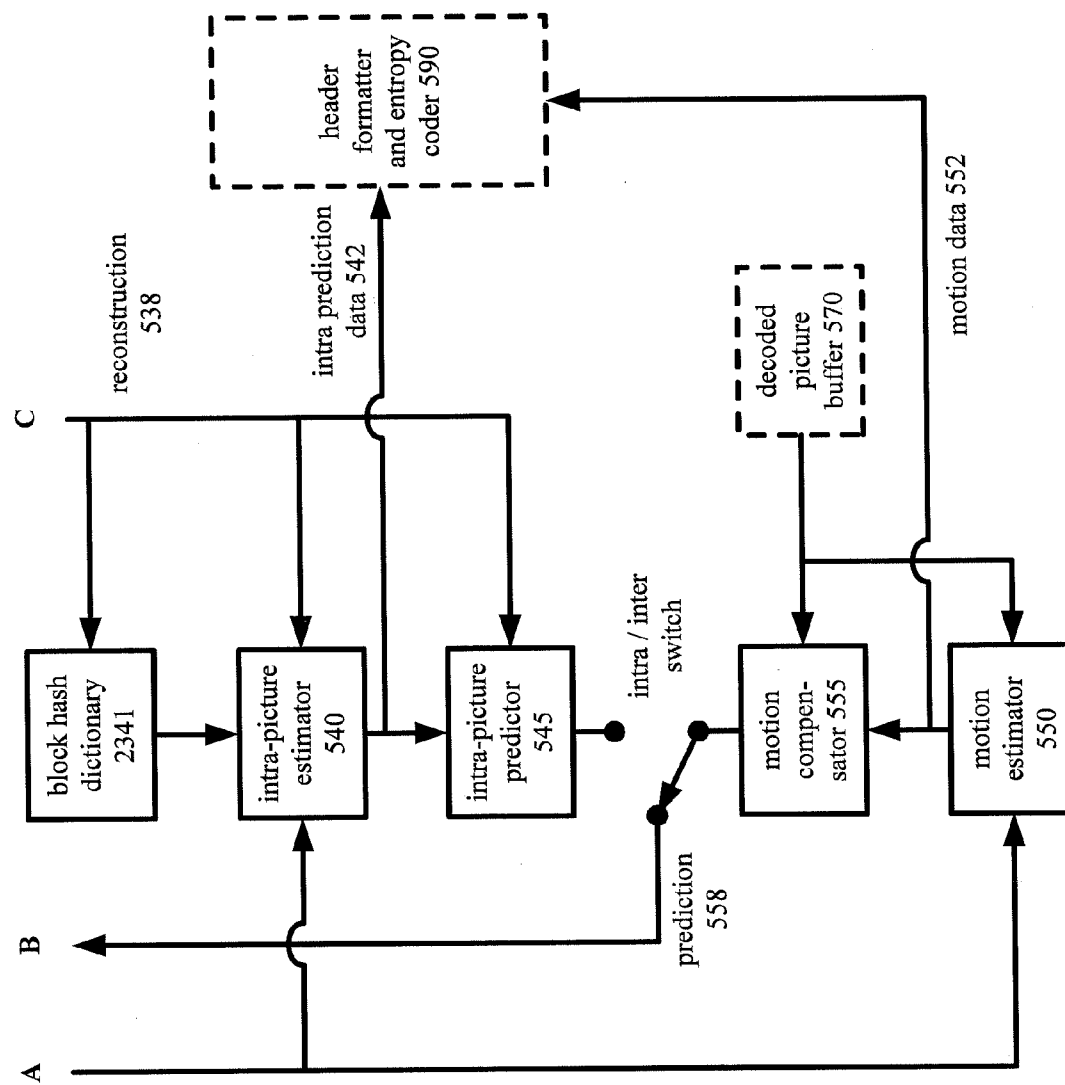 A
B
C
reconstruction
538
block hash
dictionary
2341
intra-picture
estimator
540
intra prediction
data 542
header
formatter
and entropy
coder 590
intra-picture
predictor
545
intra / inter
switch
prediction
558
motion
compen-
sator 555
decoded
picture
buffer 570
motion
estimator
550
motion data 552